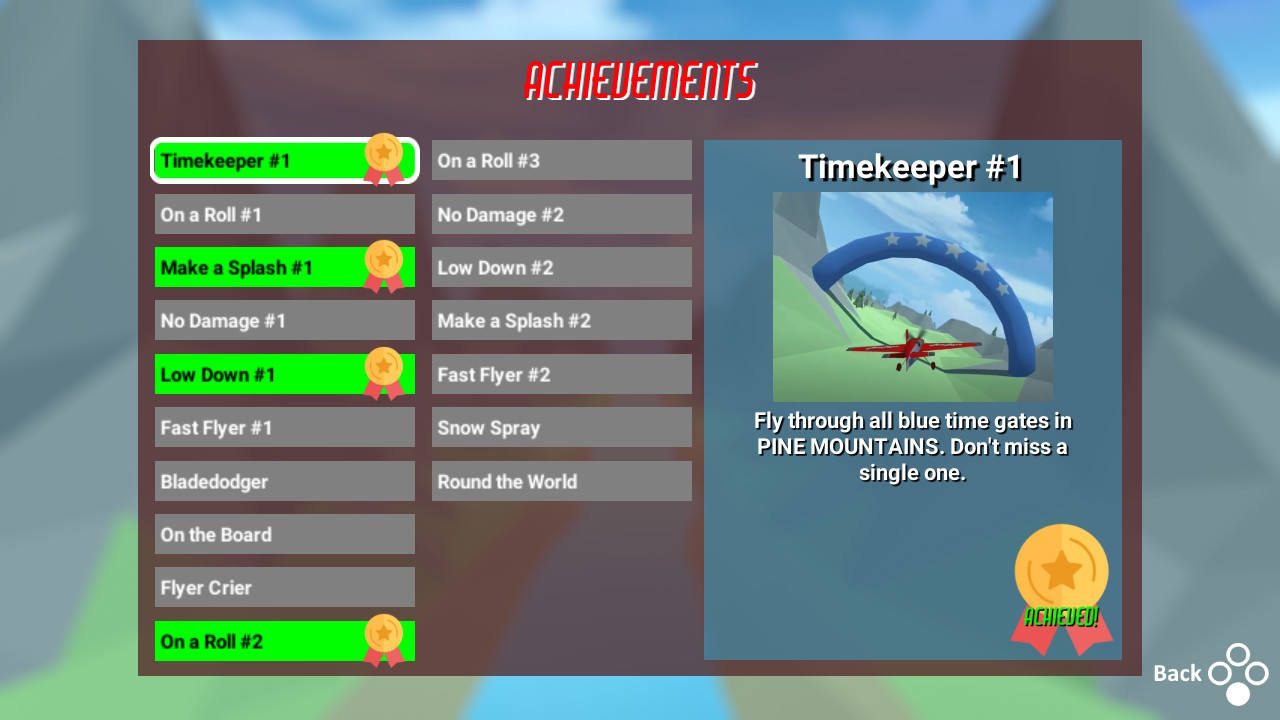 ACHIEVEMENTS
Timekeeper #1
On a Roll #1
Make a Splash #1
No Damage #1
Low Down #1
Fast Flyer #1
Bladedodger
On the Board
Flyer Crier
On a Roll #2
On a Roll #3
No Damage #2
Low Down #2
Make a Splash #2
Fast Flyer #2
Snow Spray
Round the World
Timekeeper #1
Fly through all blue time gates in
PINE MOUNTAINS. Don't miss a
single one.
ACHIEVED!
Back